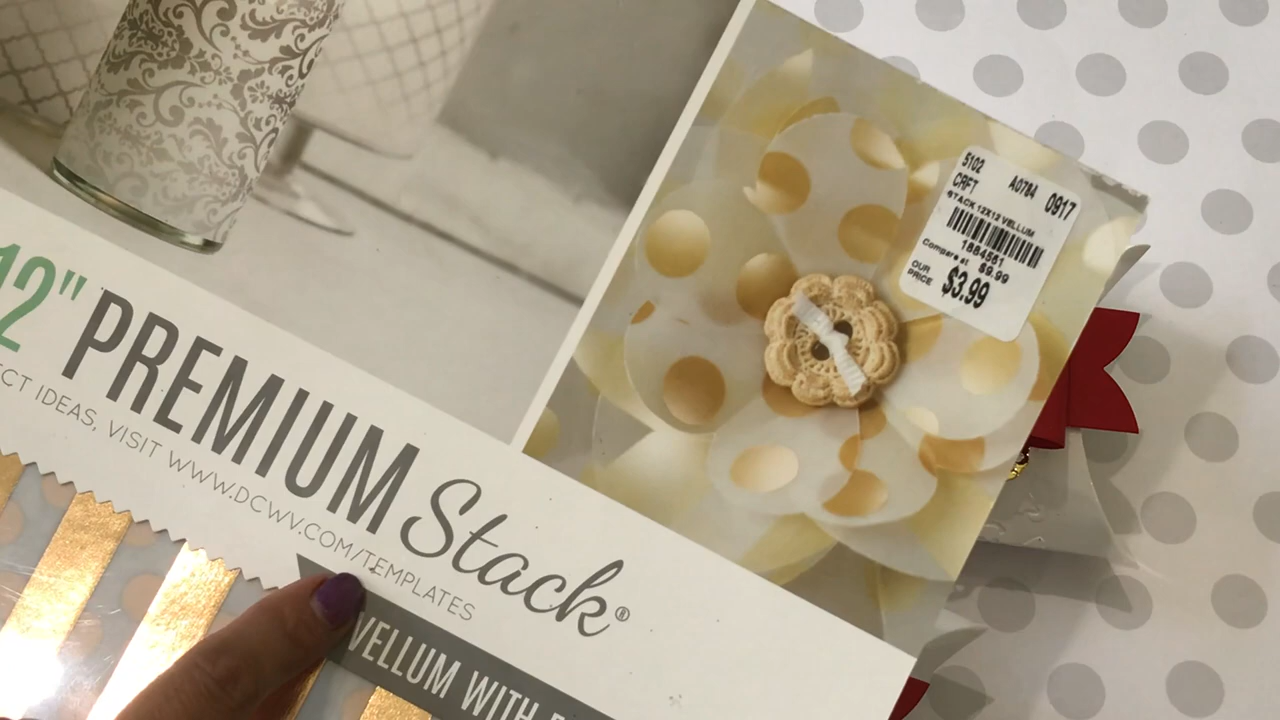 5102 A0784 0917
CRFT
STACK 12X12 VELLUM
1884561
Compare at $9.99
OUR PRICE $3.99
12" PREMIUM Stack®
IDEAS, VISIT WWW.DCWV.COM/TEMPLATES
VELLUM WITH